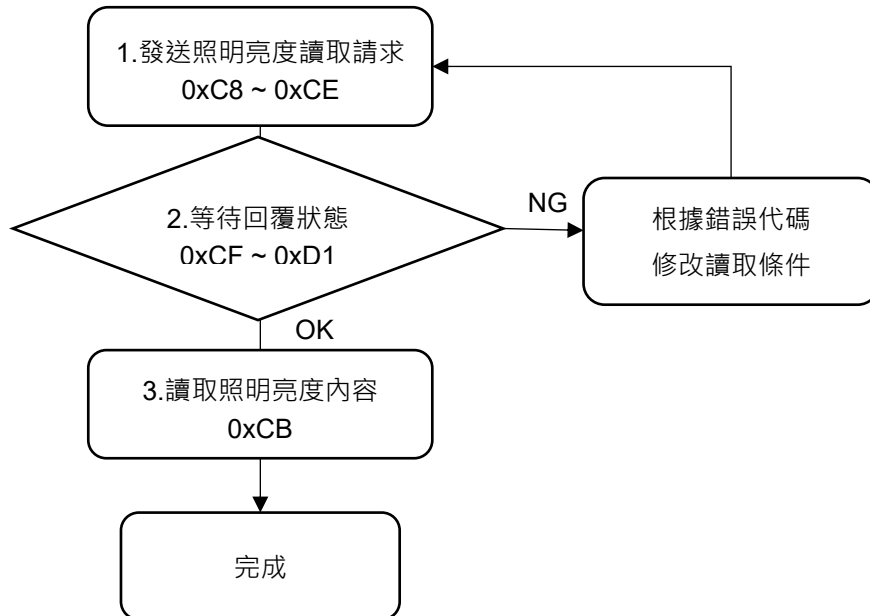 1.發送照明亮度讀取請求
0xC8 ~ 0xCE
2.等待回覆狀態
0xCF ~ 0xD1
NG
根據錯誤代碼
修改讀取條件
OK
3.讀取照明亮度內容
0xCB
完成